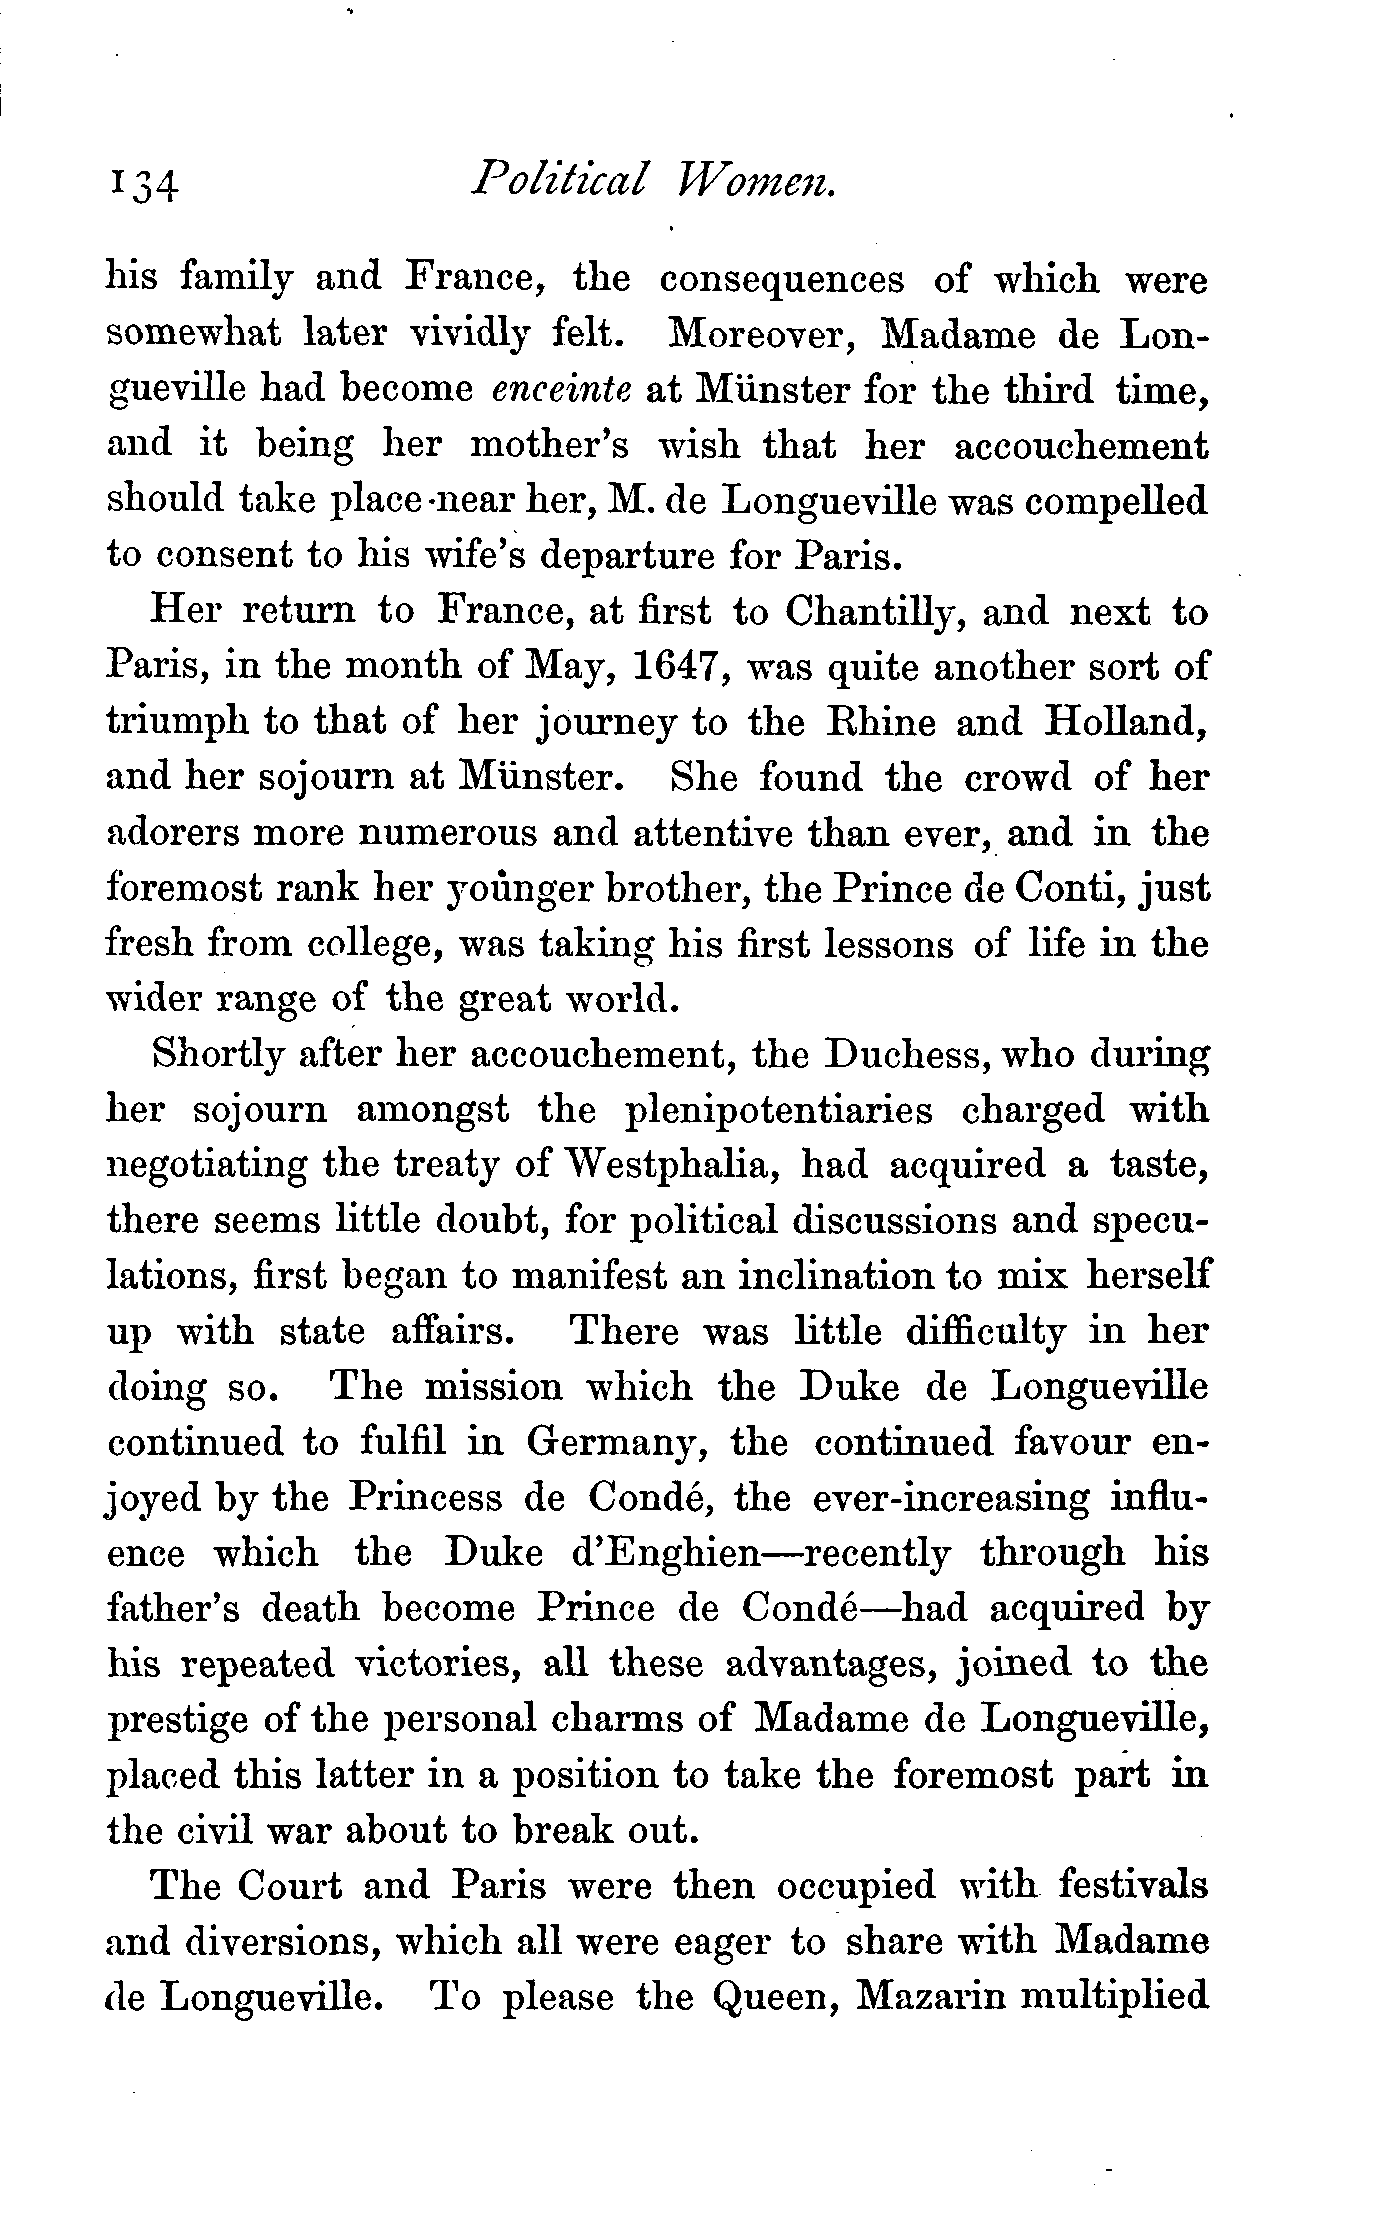 134 Political Women.
his family and France, the consequences of which were
somewhat later vividly felt. Moreover, Madame de Lon-
gueville had become enceinte at Münster for the third time,
and it being her mother's wish that her accouchement
should take place near her, M. de Longueville was compelled
to consent to his wife's departure for Paris.
Her return to France, at first to Chantilly, and next to
Paris, in the month of May, 1647, was quite another sort of
triumph to that of her journey to the Rhine and Holland,
and her sojourn at Münster. She found the crowd of her
adorers more numerous and attentive than ever, and in the
foremost rank her younger brother, the Prince de Conti, just
fresh from college, was taking his first lessons of life in the
wider range of the great world.
Shortly after her accouchement, the Duchess, who during
her sojourn amongst the plenipotentiaries charged with
negotiating the treaty of Westphalia, had acquired a taste,
there seems little doubt, for political discussions and specu-
lations, first began to manifest an inclination to mix herself
up with state affairs. There was little difficulty in her
doing so. The mission which the Duke de Longueville
continued to fulfil in Germany, the continued favour en-
joyed by the Princess de Condé, the ever-increasing influ-
ence which the Duke d'Enghien—recently through his
father's death become Prince de Condé—had acquired by
his repeated victories, all these advantages, joined to the
prestige of the personal charms of Madame de Longueville,
placed this latter in a position to take the foremost part in
the civil war about to break out.
The Court and Paris were then occupied with festivals
and diversions, which all were eager to share with Madame
de Longueville. To please the Queen, Mazarin multiplied